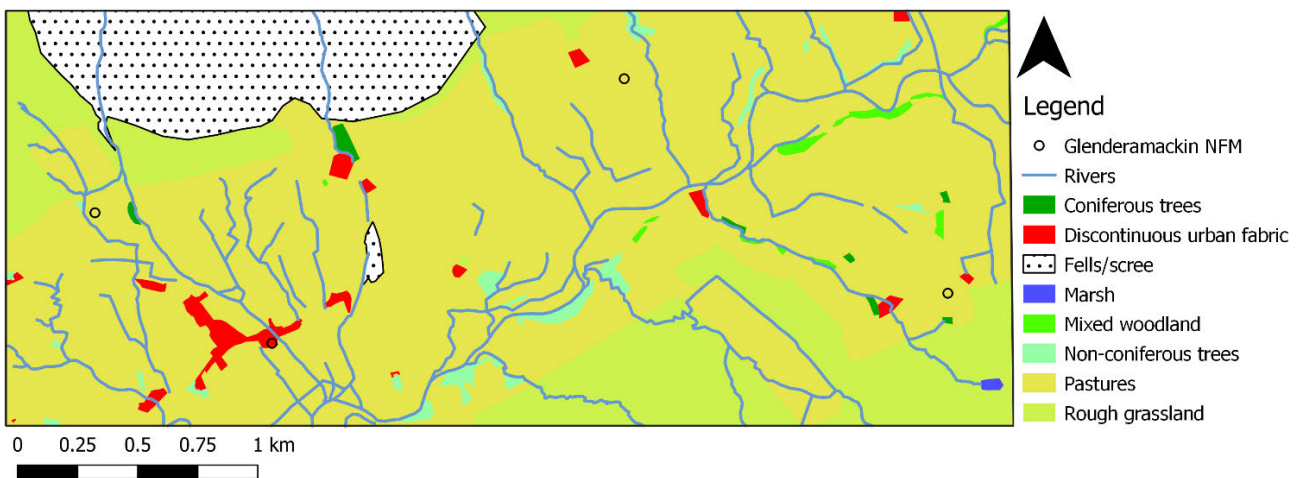 Legend
Glenderamackin NFM
Rivers
Coniferous trees
Discontinuous urban fabric
Fells/scree
Marsh
Mixed woodland
Non-coniferous trees
Pastures
Rough grassland
0 0.25 0.5 0.75 1 km